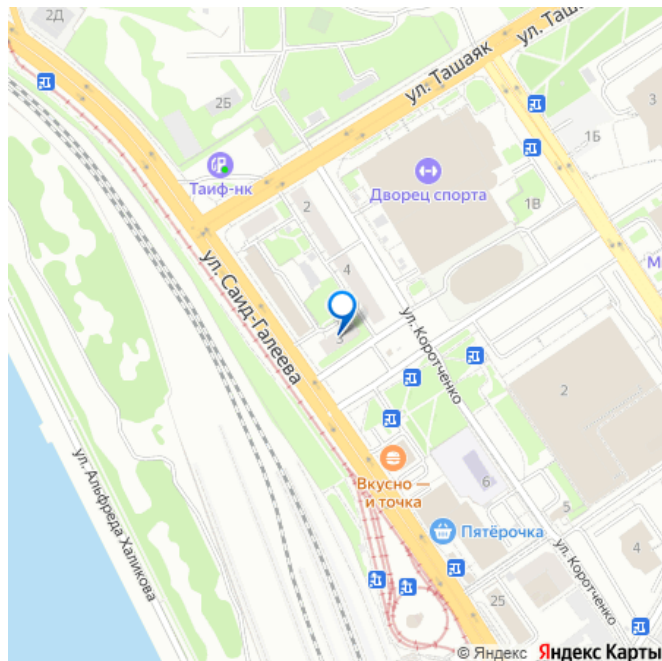 2Д
ул. Ташаяк
ул. Таша
2Б
3
1Б
Таиф-нк
Дворец спорта
2
1В
4
М
ул. Саид-Галеева
3
ул. Коротченко
2
ул. Альфреда Халикова
Вкусно —
и точка
6
Пятёрочка
5
ул. Коротченко
4
25
© Яндекс Яндекс Карты